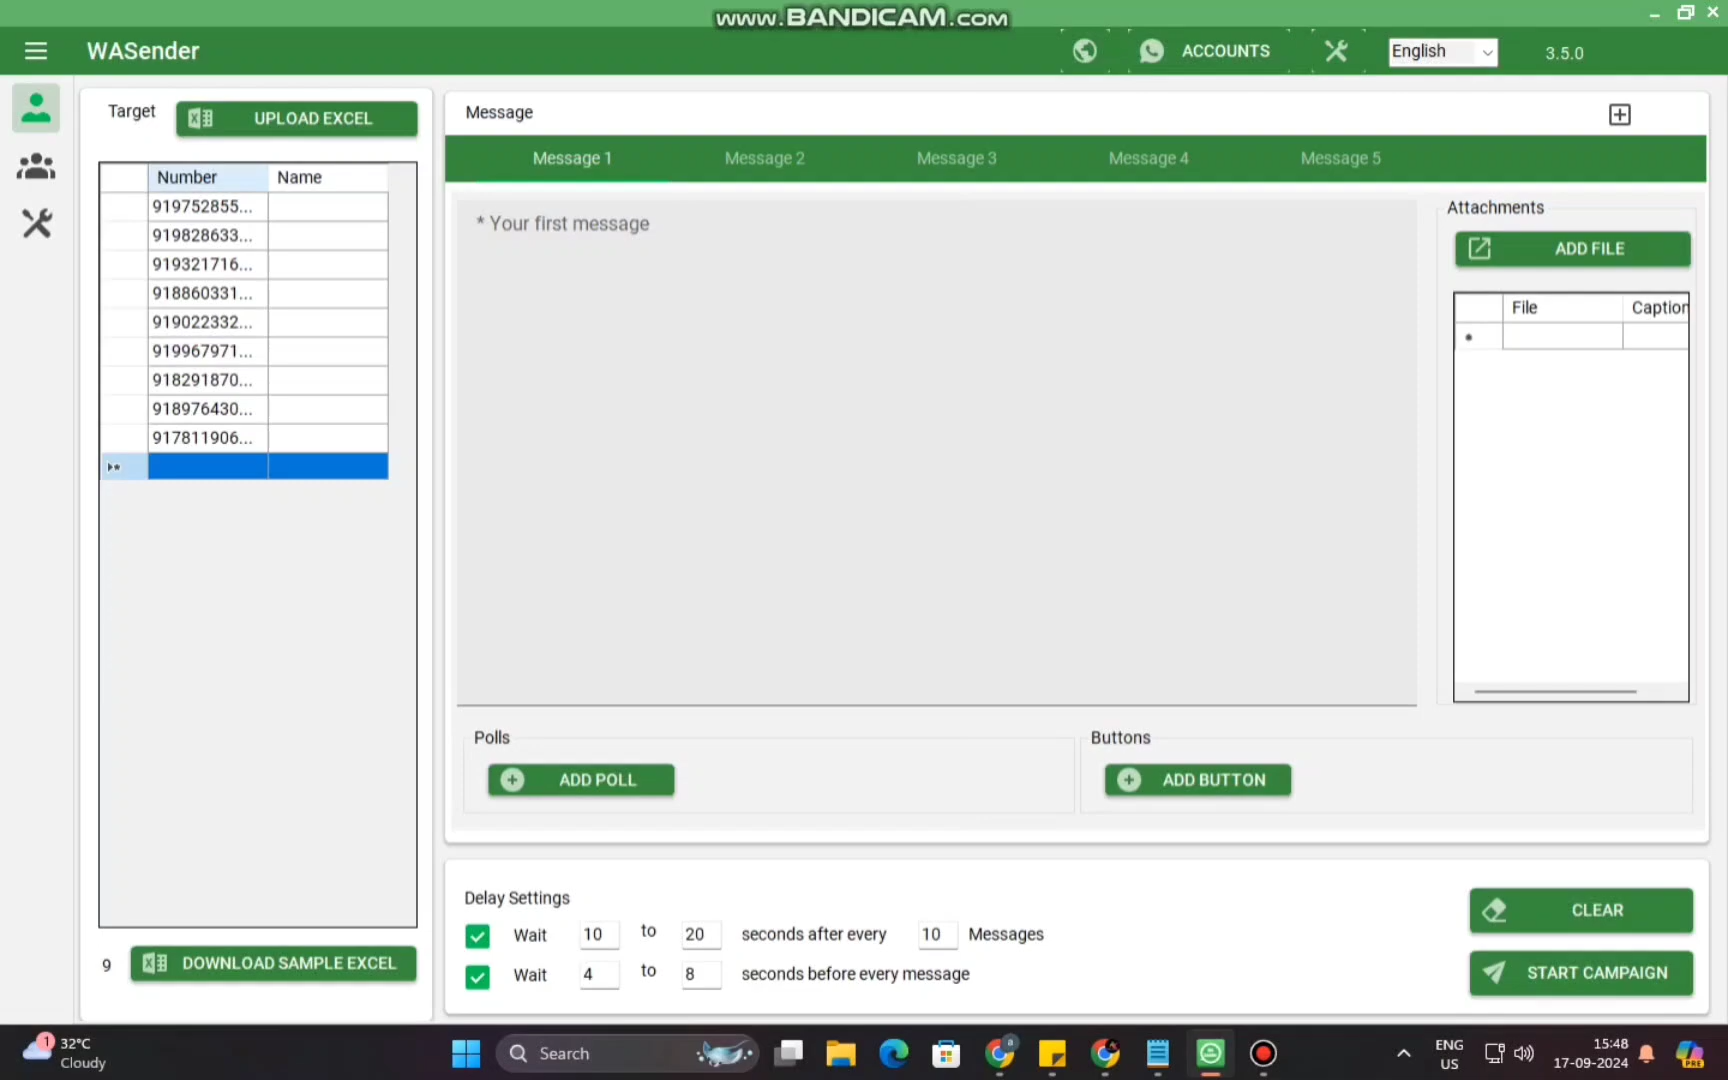 www.BANDICAM.com
WASender
ACCOUNTS
English
3.5.0
Target
UPLOAD EXCEL
Number
Name
919752855...
919828633...
919321716...
918860331...
919022332...
919967971...
918291870...
918976430...
917811906...
9
DOWNLOAD SAMPLE EXCEL
Message
Message 1
Message 2
Message 3
Message 4
Message 5
* Your first message
Attachments
ADD FILE
File
Caption
Polls
ADD POLL
Buttons
ADD BUTTON
Delay Settings
Wait 10 to 20 seconds after every 10 Messages
Wait 4 to 8 seconds before every message
CLEAR
START CAMPAIGN
1
32°C
Cloudy
Search
ENG
US
15:48
17-09-2024
PRE